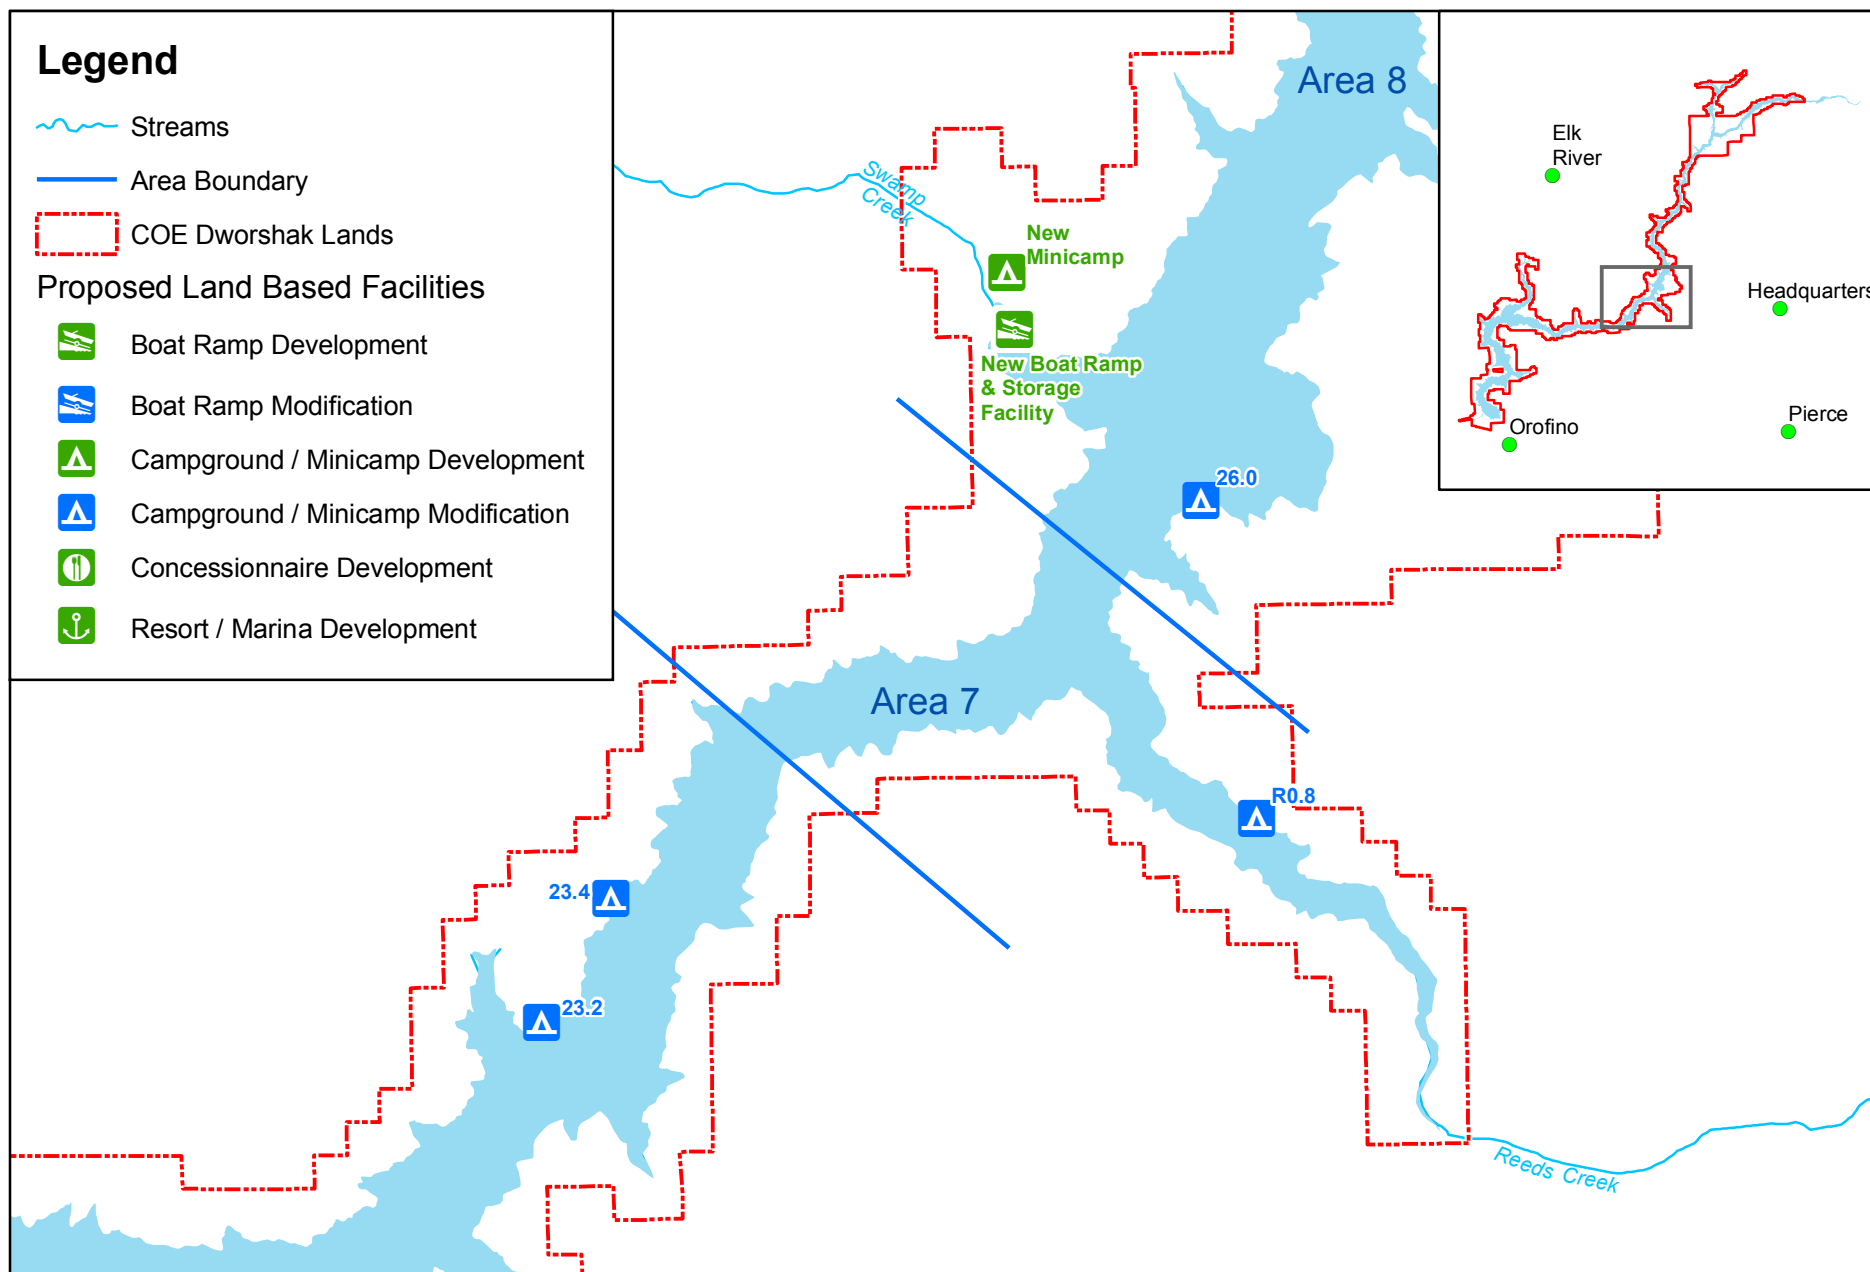 Legend
Streams
Area Boundary
COE Dworshak Lands
Proposed Land Based Facilities
Boat Ramp Development
Boat Ramp Modification
Campground / Minicamp Development
Campground / Minicamp Modification
Concessionnaire Development
Resort / Marina Development
Area 8
Swamp
Creek
New
Minicamp
New Boat Ramp
& Storage
Facility
26.0
Area 7
R0.8
23.4
23.2
Reeds Creek
Elk
River
Headquarters
Pierce
Orofino